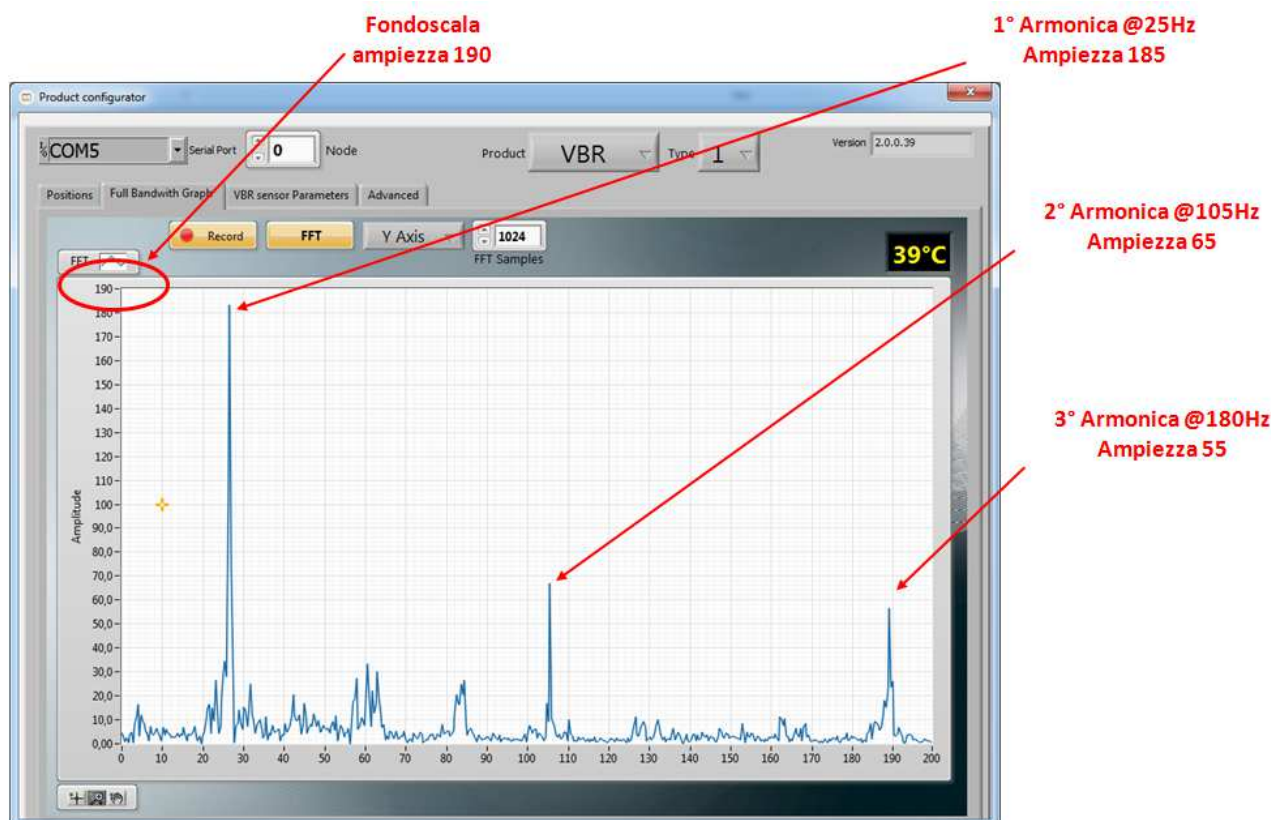 Fondoscala
ampiezza 190
1° Armonica @25Hz
Ampiezza 185
Product configurator
COM5
Serial Port
0
Node
Product
VBR
Type
1
Version
2.0.0.39
Positions
Full Bandwith Graph
VBR sensor Parameters
Advanced
2° Armonica @105Hz
Ampiezza 65
Record
FFT
Y Axis
1024
FFT Samples
39°C
FFT
3° Armonica @180Hz
Ampiezza 55
Amplitude
190
180
170
160
150
140
130
120
110
100
90,0
80,0
70,0
60,0
50,0
40,0
30,0
20,0
10,0
0,00
0 10 20 30 40 50 60 70 80 90 100 110 120 130 140 150 160 170 180 190 200